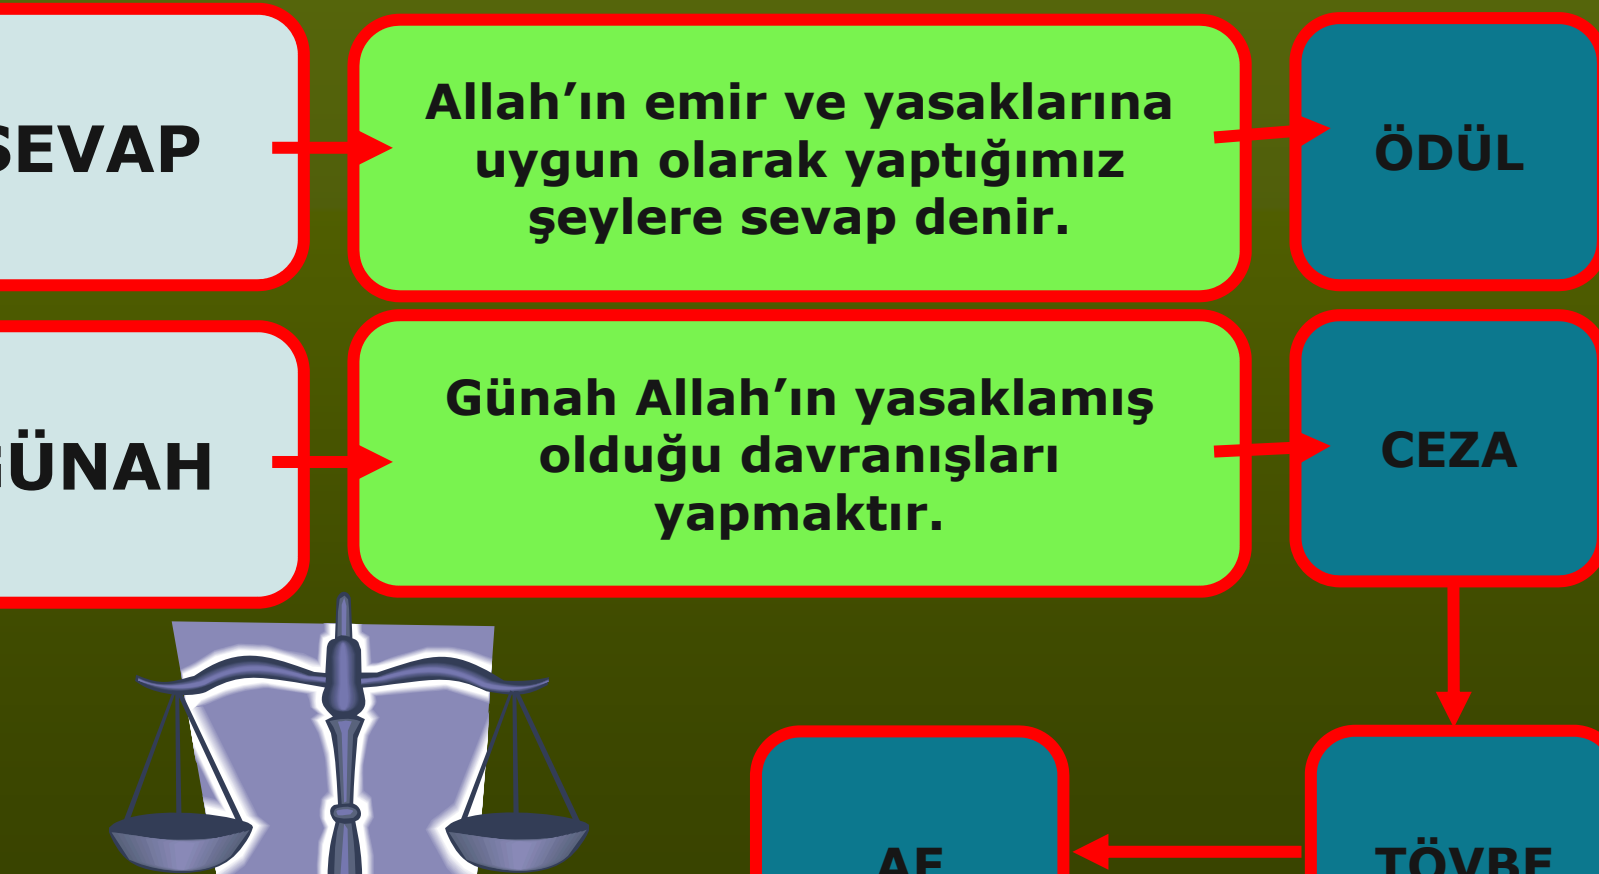 SEVAP
Allah’ın emir ve yasaklarına
uygun olarak yaptığımız
şeylere sevap denir.
ÖDÜL
GÜNAH
Günah Allah’ın yasaklamış
olduğu davranışları
yapmaktır.
CEZA
AF
TÖVBE